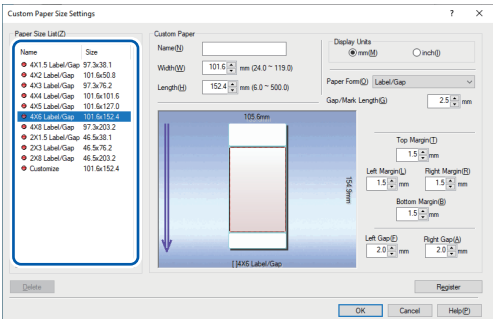 Custom Paper Size Settings ? ×
Paper Size List(Z)
Name Size
4X1.5 Label/Gap 97.3x38.1
4X2 Label/Gap 101.6x50.8
4X3 Label/Gap 97.3x76.2
4X4 Label/Gap 101.6x101.6
4X5 Label/Gap 101.6x127.0
4X6 Label/Gap 101.6x152.4
4X8 Label/Gap 97.3x203.2
2X1.5 Label/Gap 46.5x38.1
2X3 Label/Gap 46.5x76.2
2X8 Label/Gap 46.5x203.2
Customize 101.6x152.4
Delete
Custom Paper
Name(N)
Width(W) 101.6 mm (24.0 ~ 119.0)
Length(H) 152.4 mm (6.0 ~ 500.0)
Display Units
mm(M) inch(I)
Paper Form(O) Label/Gap
Gap/Mark Length(G) 2.5 mm
105.6mm
154.9mm
[]4X6 Label/Gap
Top Margin(T)
1.5 mm
Left Margin(L) Right Margin(R)
1.5 mm 1.5 mm
Bottom Margin(B)
1.5 mm
Left Gap(F) Right Gap(A)
2.0 mm 2.0 mm
Register
OK Cancel Help(P)